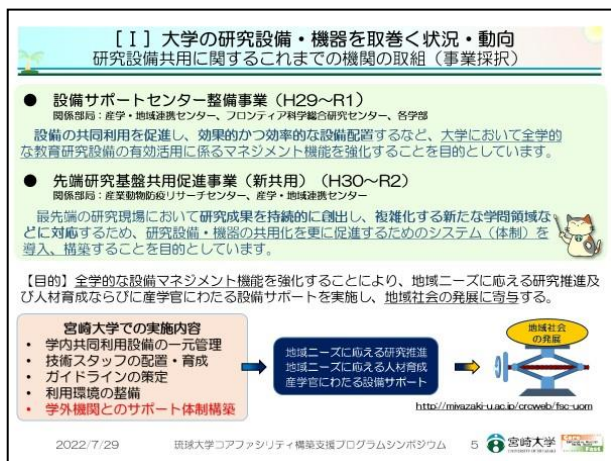 ［Ⅰ］大学の研究設備・機器を取巻く状況・動向
研究設備共用に関するこれまでの機関の取組（事業採択）
● 設備サポートセンター整備事業（H29～R1）
関係部局：産学・地域連携センター、フロンティア科学総合研究センター、各学部
設備の共同利用を促進し、効果的かつ効率的な設備配置するなど、大学において全学的
な教育研究設備の有効活用に係るマネジメント機能を強化することを目的としています。
● 先端研究基盤共用促進事業（新共用）（H30～R2）
関係部局：産業動物防疫リサーチセンター、産学・地域連携センター
最先端の研究現場において研究成果を持続的に創出し、複雑化する新たな学問領域な
どに対応するため、研究設備・機器の共用化を更に促進するためのシステム（体制）を
導入、構築することを目的としています。
【目的】全学的な設備マネジメント機能を強化することにより、地域ニーズに応える研究推進及
び人材育成ならびに産学官にわたる設備サポートを実施し、地域社会の発展に寄与する。
宮崎大学での実施内容
• 学内共同利用設備の一元管理
• 技術スタッフの配置・育成
• ガイドラインの策定
• 利用環境の整備
• 学外機関とのサポート体制構築
地域ニーズに応える研究推進
地域ニーズに応える人材育成
産学官にわたる設備サポート
地域社会
の発展
http://miyazaki-u.ac.jp/crcweb/fsc-uom
2022/7/29
琉球大学コアファシリティ構築支援プログラムシンポジウム
5
宮崎大学
UNIVERSITY OF MIYAZAKI